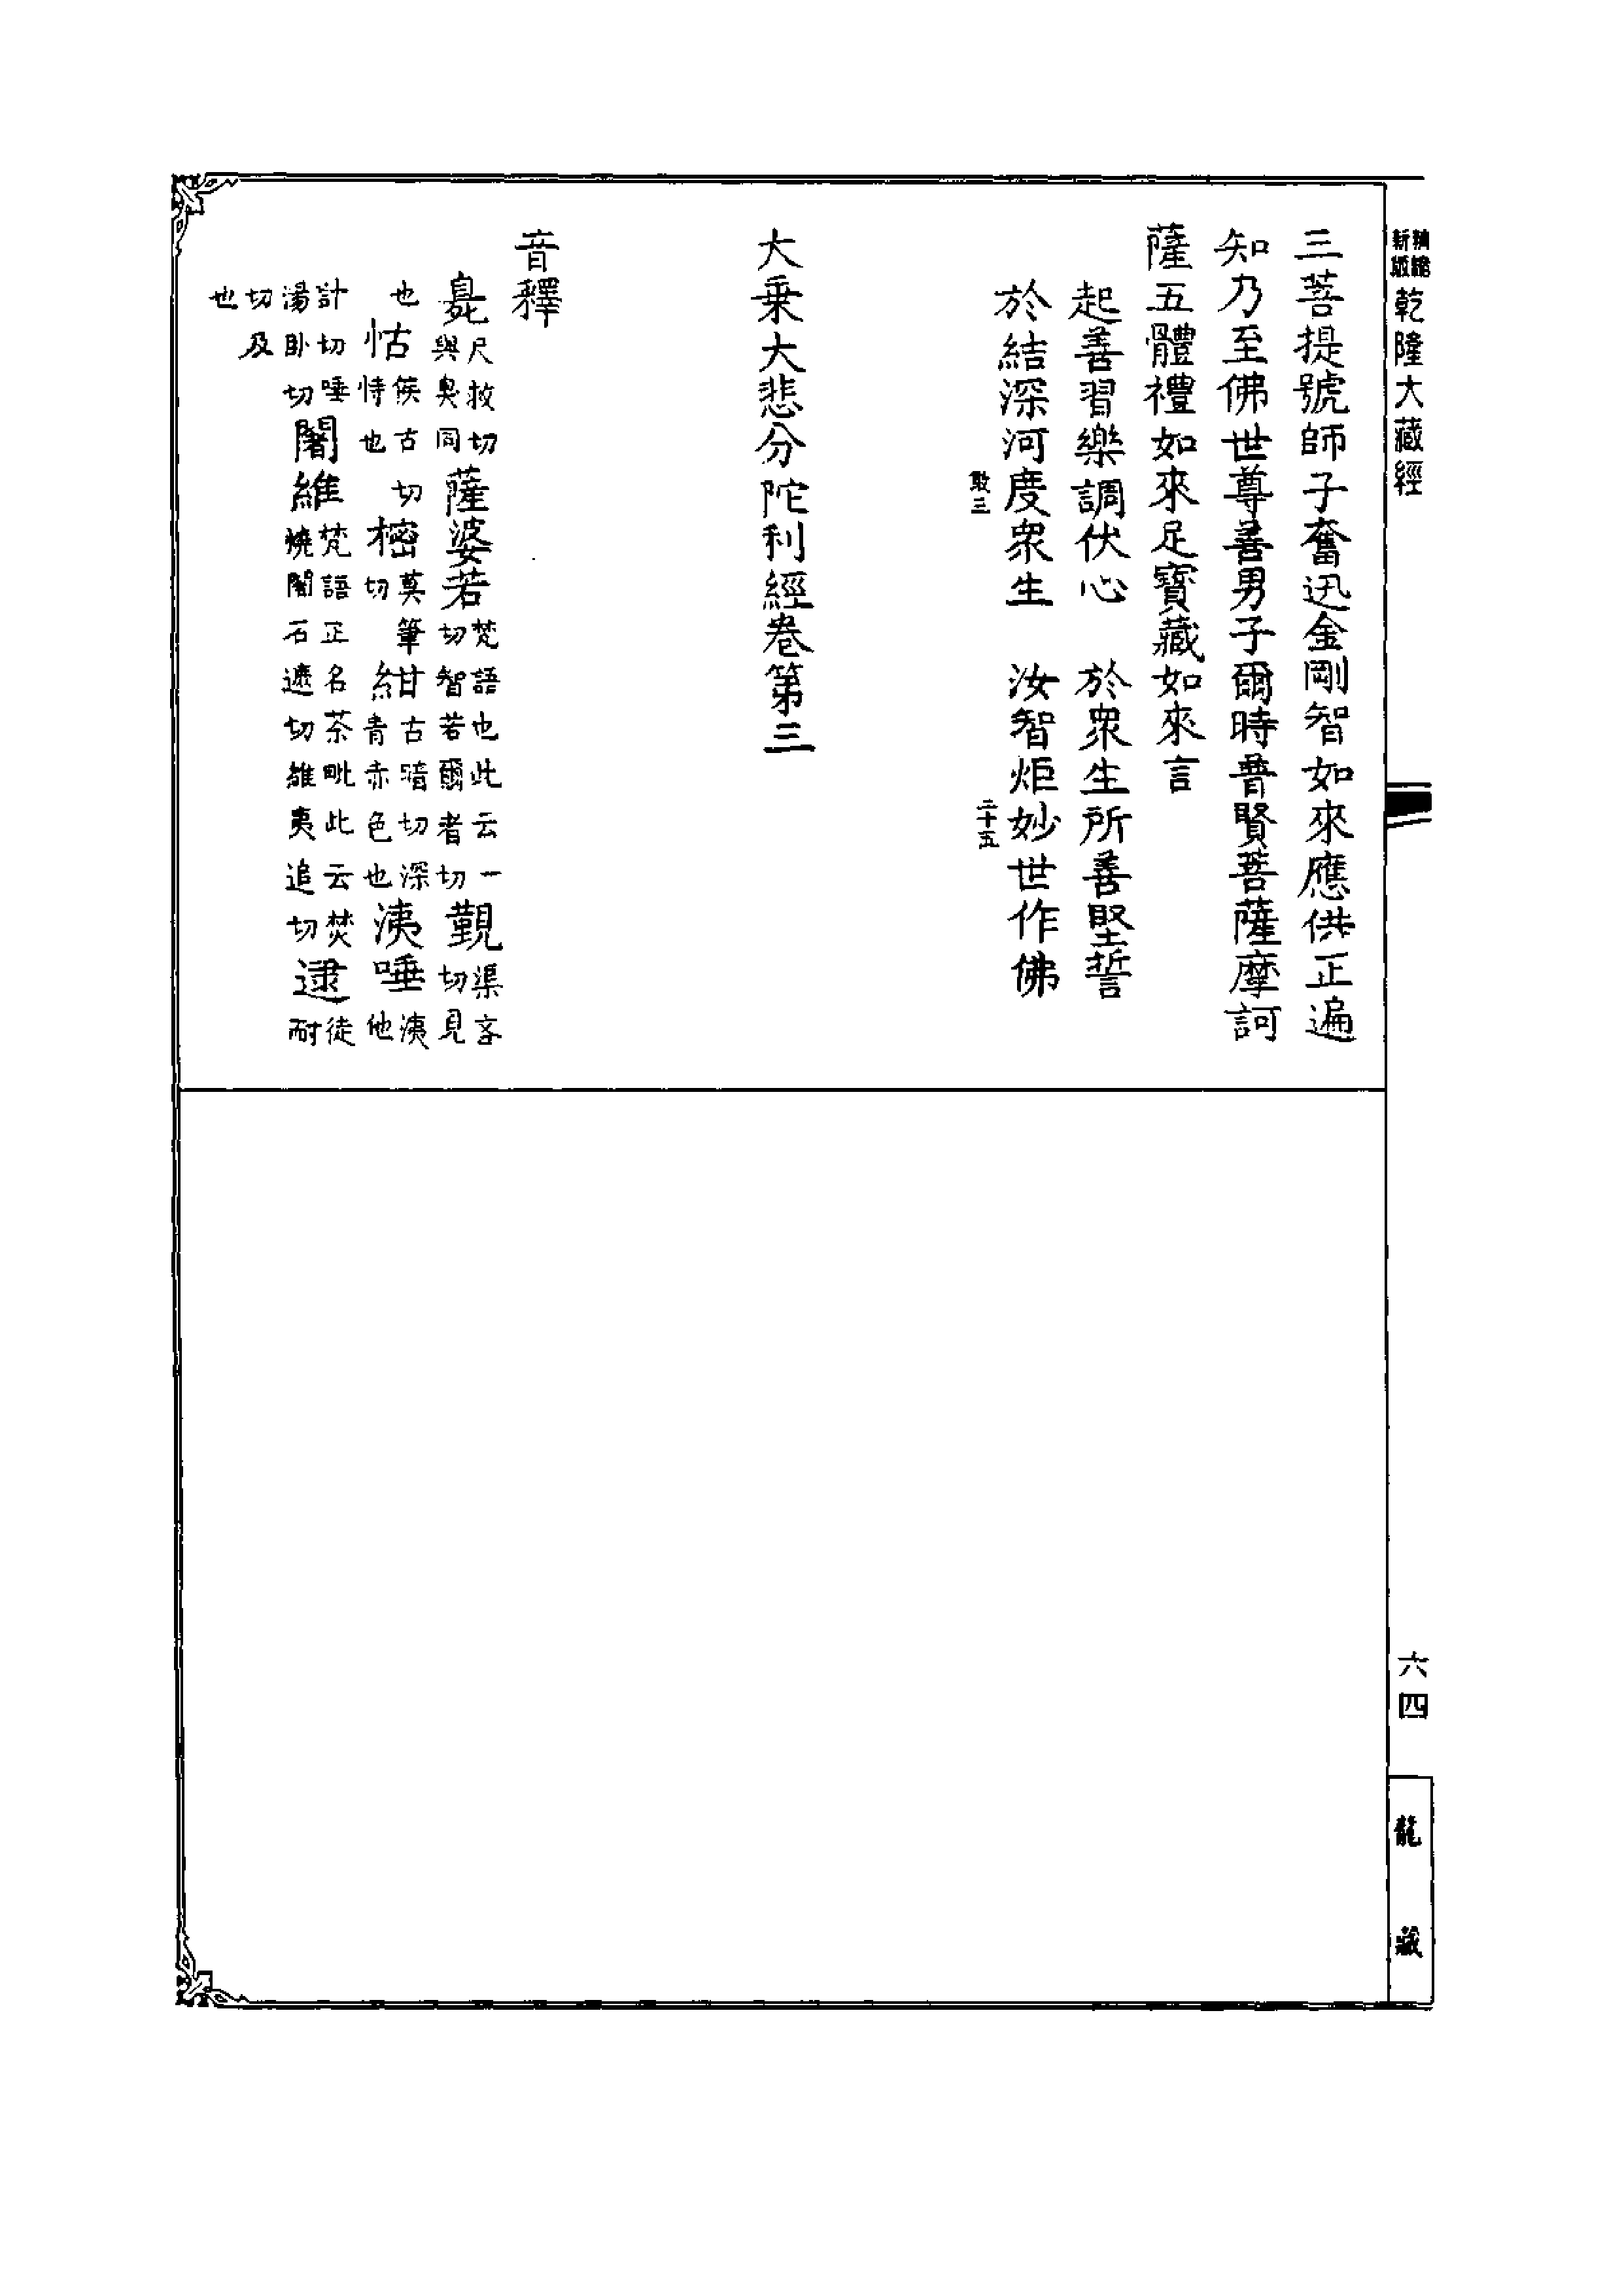 新版
乾隆大藏經
三菩提號師子奮迅金剛智如來應供正遍
知乃至佛世尊善男子爾時普賢菩薩摩訶
薩五體禮如來足寶藏如來言
起善習樂調伏心　於衆生所善堅誓
於結深河度衆生　汝智炬妙世作佛
敢三　二十五
大乗大悲分陀利經卷第三
音釋
臰尺救切與臭同　薩婆若梵語也此云一切智若爾者切　覲渠吝切見
也　怙侯古切恃也　樒莫筆切　紺古暗切深青赤色也　洟唾洟他
計切唾湯卧切　闍維梵語正名茶毗此云焚燒闍石遮切維夷追切　逮徒耐
切及也
六四
龍藏